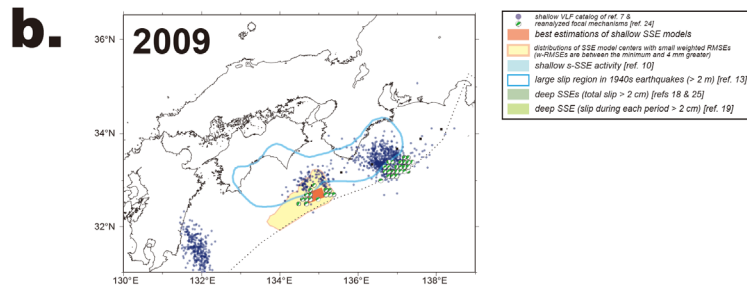 b.
2009
36°N
34°N
32°N
130°E
132°E
134°E
136°E
138°E
shallow VLF catalog of ref. 7 &
reanalyzed focal mechanisms [ref. 24]
best estimations of shallow SSE models
distributions of SSE model centers with small weighted RMSEs
(w-RMSEs are between the minimum and 4 mm greater)
shallow s-SSE activity [ref. 10]
large slip region in 1940s earthquakes (> 2 m) [ref. 13]
deep SSEs (total slip > 2 cm) [refs 18 & 25]
deep SSE (slip during each period > 2 cm) [ref. 19]